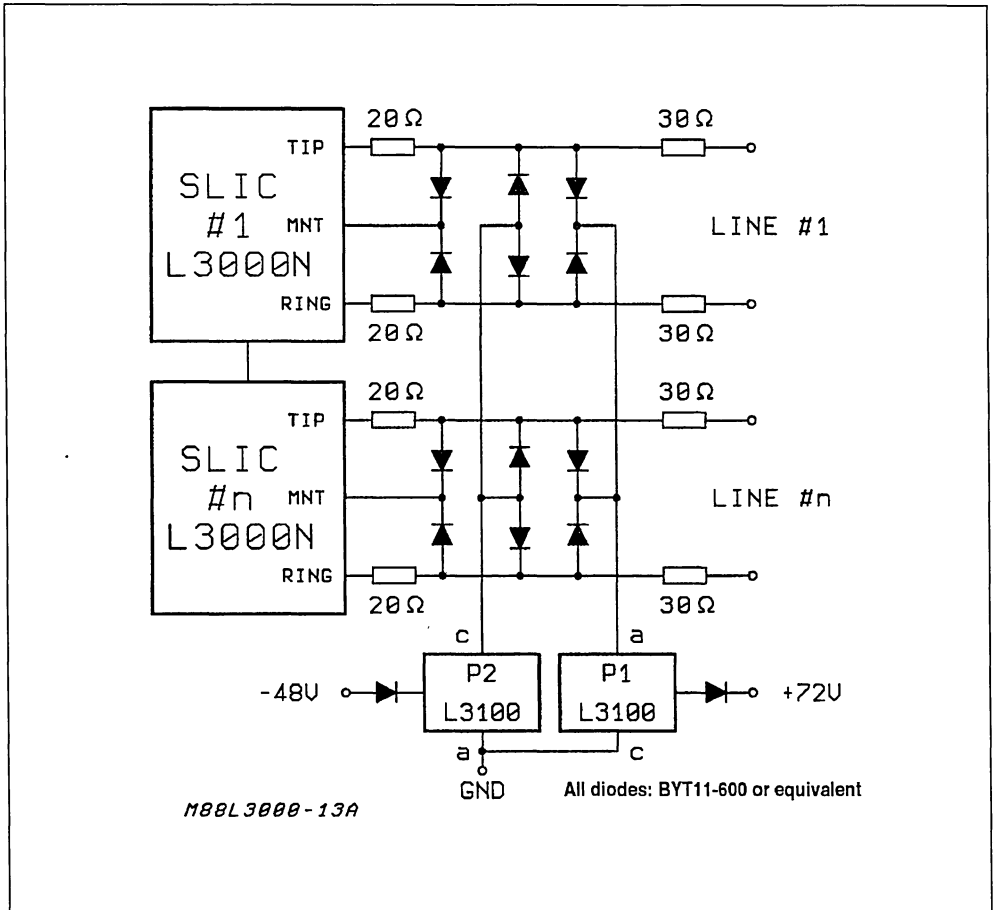 20Ω 30Ω
TIP
SLIC
#1
MNT
LINE #1
L3000N
RING
20Ω 30Ω
20Ω 30Ω
TIP
SLIC
#n
MNT
LINE #n
L3000N
RING
20Ω 30Ω
c a
P2 P1
-48V +72V
L3100 L3100
a c
GND
All diodes: BYT11-600 or equivalent
M88L3000-13A